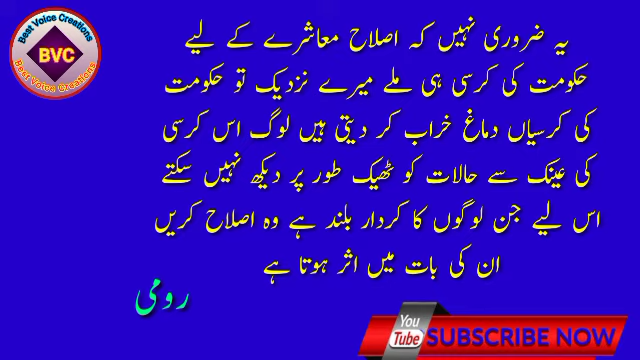 Best Voice Creations
BVC
Best Voice Creations
یہ ضروری نہیں کہ اصلاح معاشرے کے لیے
حکومت کی کرسی ہی ملے میرے نزدیک تو حکومت
کی کرسیاں دماغ خراب کر دیتی ہیں لوگ اس کرسی
کی عینک سے حالات کو ٹھیک طور پر دیکھ نہیں سکتے
اس لیے جن لوگوں کا کردار بلند ہے وہ اصلاح کریں
ان کی بات میں اثر ہوتا ہے
رومی
You
Tube SUBSCRIBE NOW